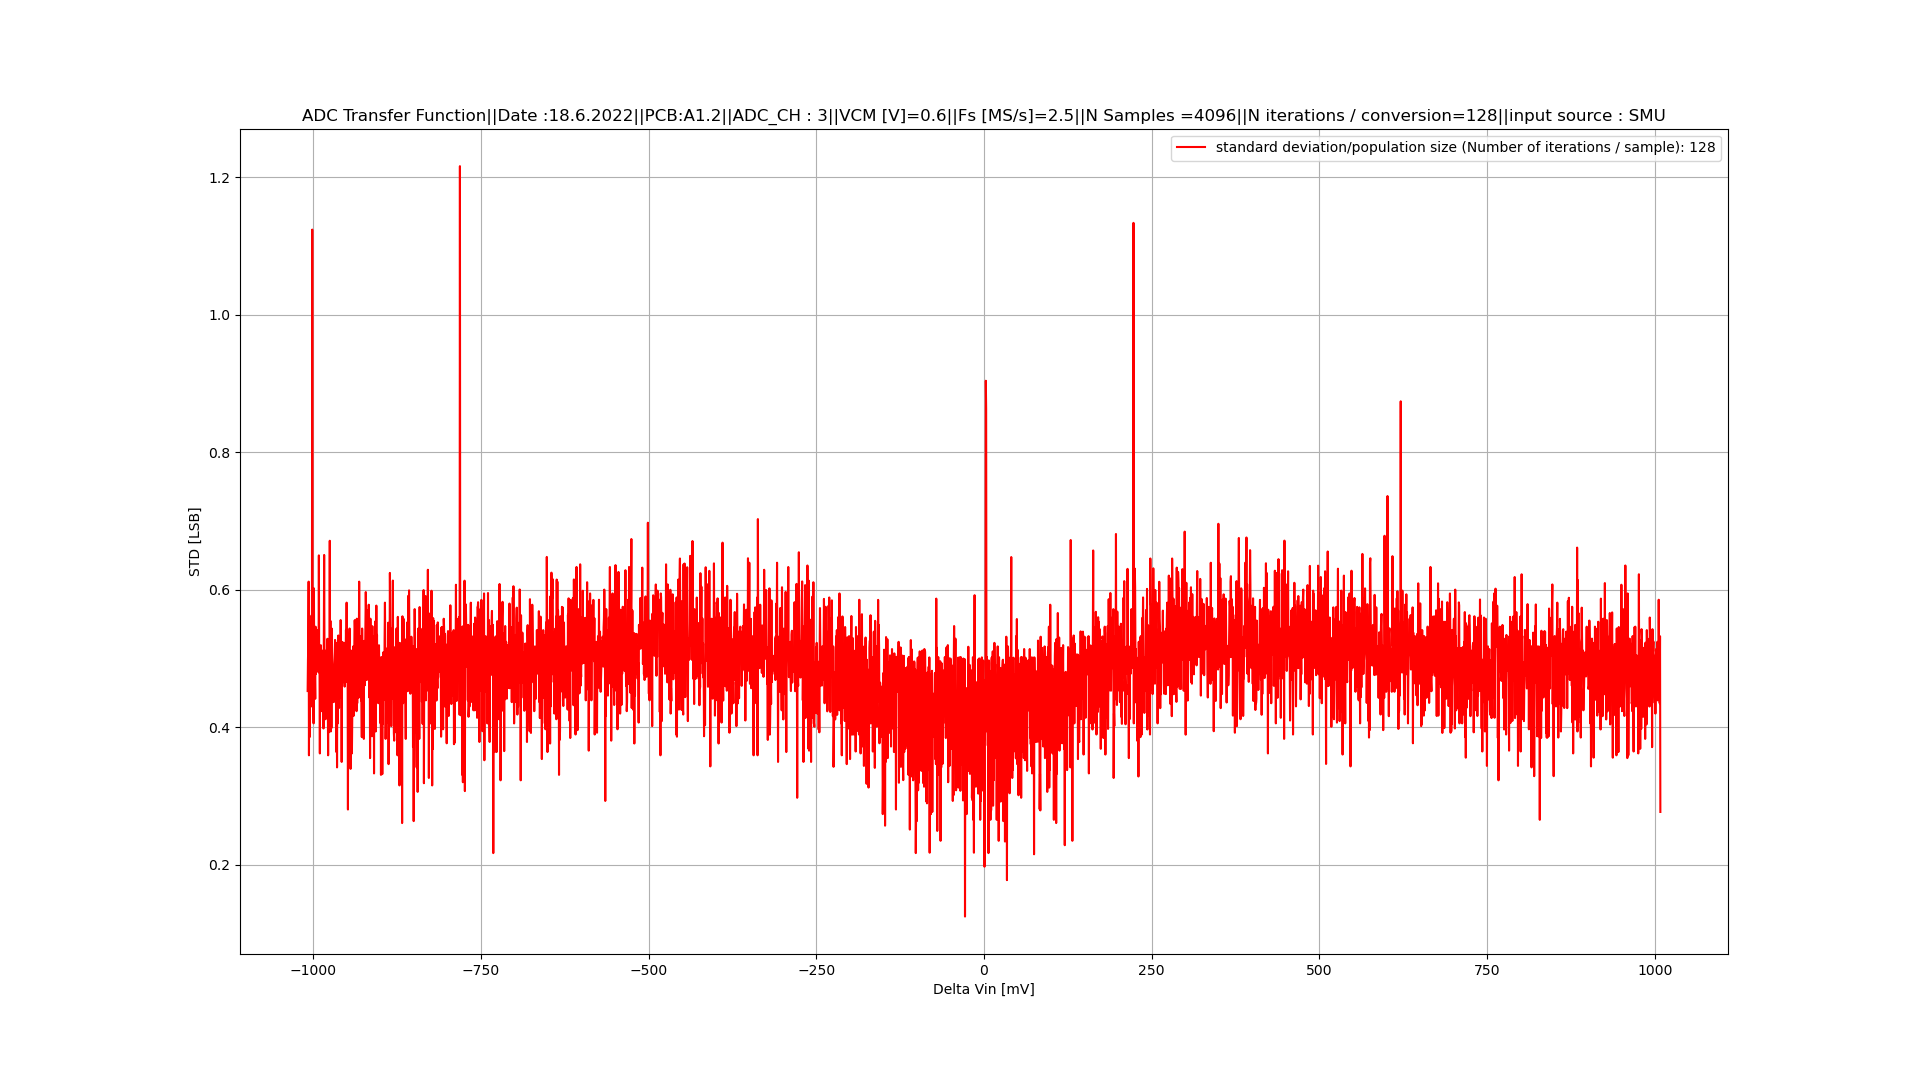 ADC Transfer Function||Date :18.6.2022||PCB:A1.2||ADC_CH : 3||VCM [V]=0.6||Fs [MS/s]=2.5||N Samples =4096||N iterations / conversion=128||input source : SMU
standard deviation/population size (Number of iterations / sample): 128
1.2
1.0
0.8
0.6
0.4
0.2
STD [LSB]
−1000 −750 −500 −250 0 250 500 750 1000
Delta Vin [mV]